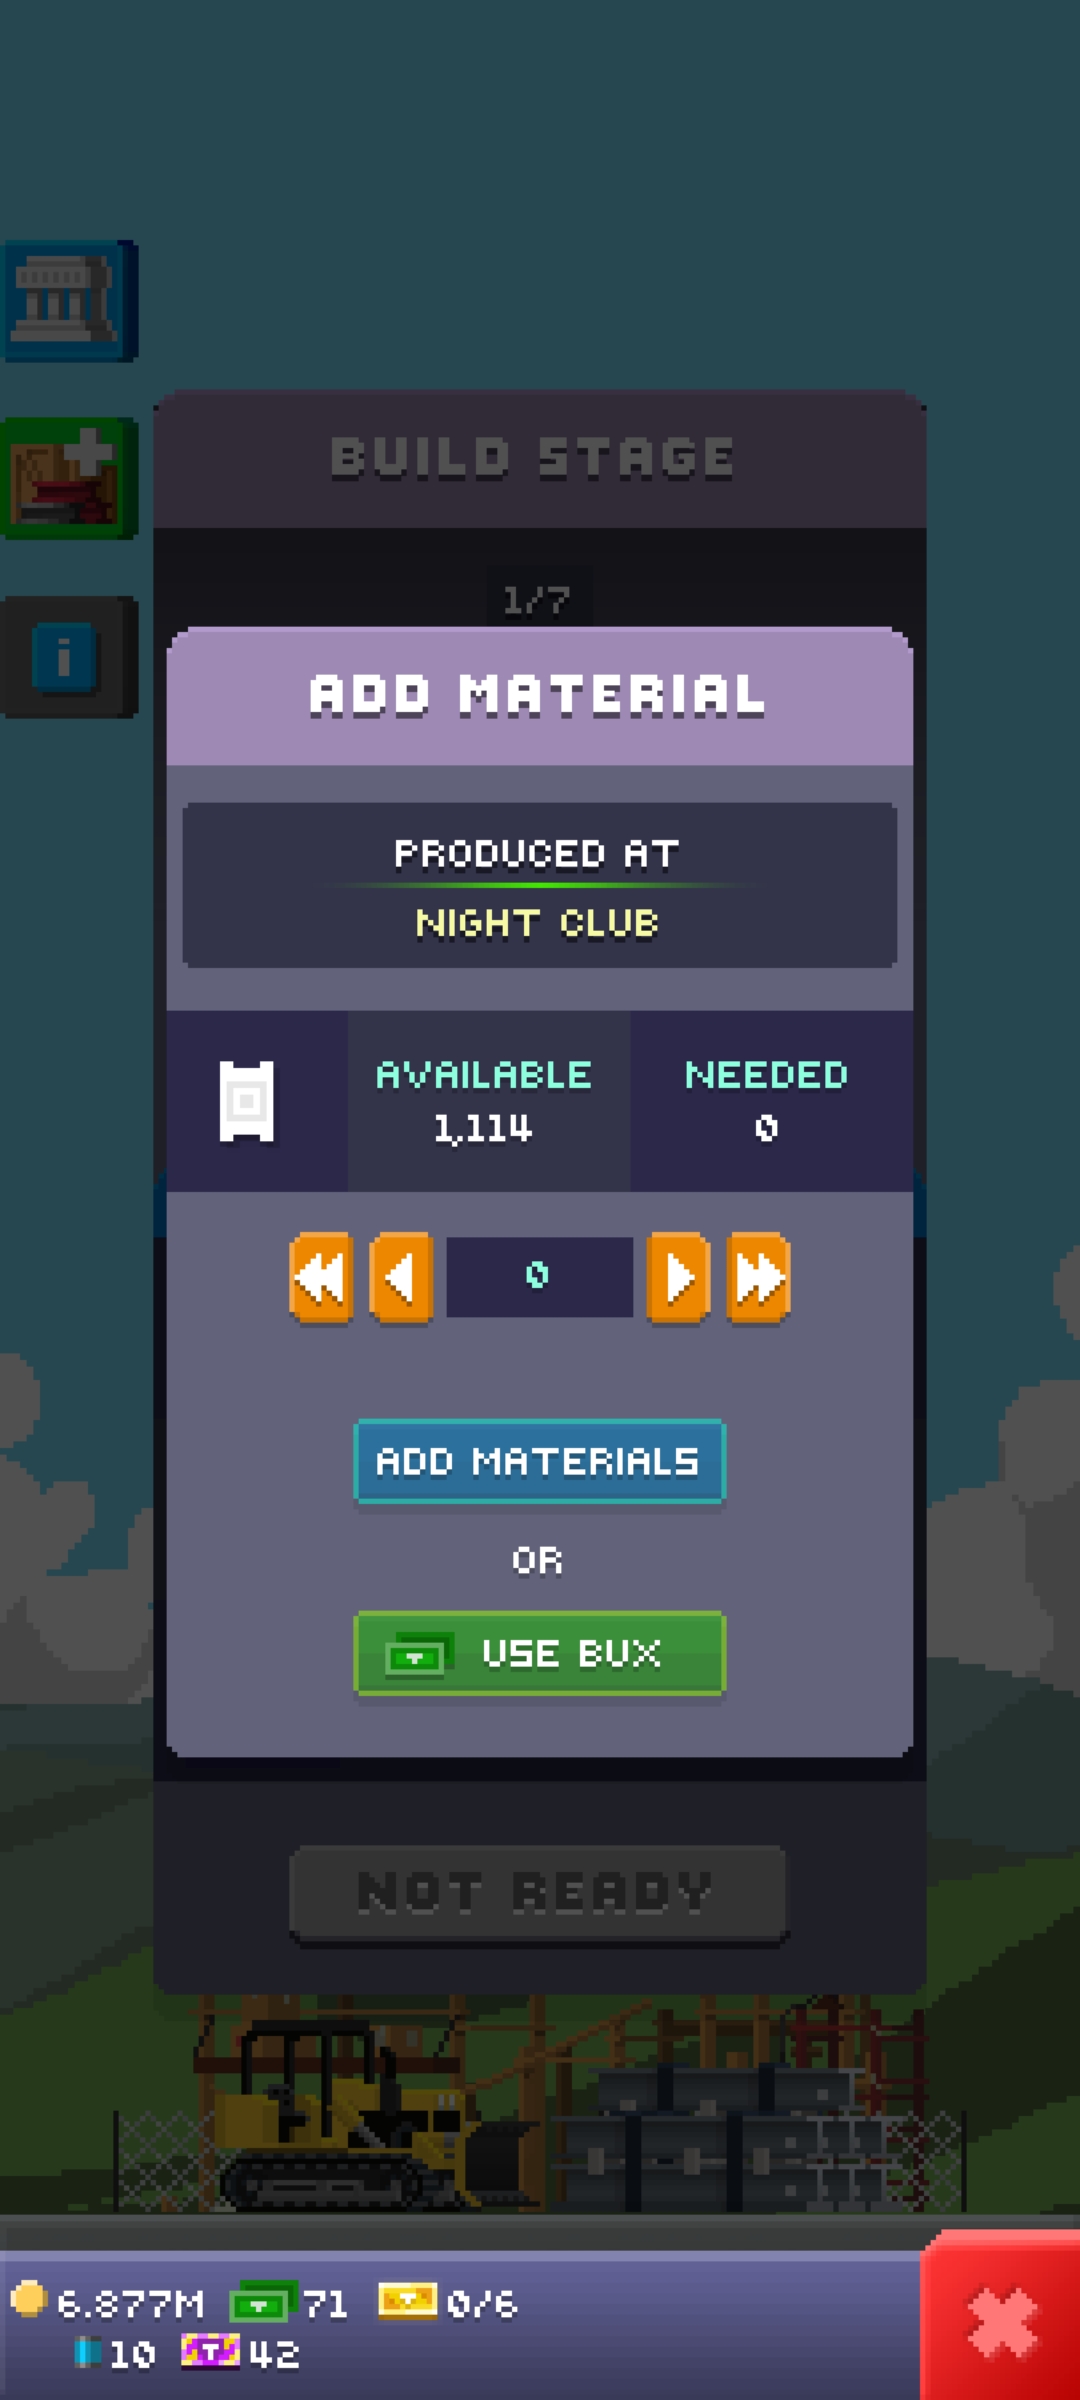 BUILD STAGE
1/7
ADD MATERIAL
PRODUCED AT
NIGHT CLUB
AVAILABLE
1,114
NEEDED
0
0
ADD MATERIALS
OR
USE BUX
NOT READY
6.877M 71 0/6
10 42